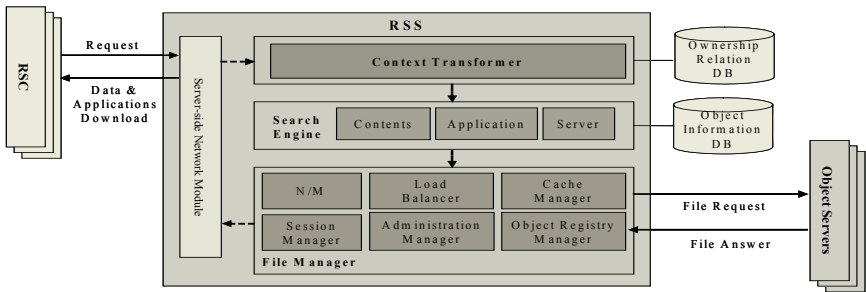 RSS
RSC
Request
Data &
Applications
Download
Server-side Network Module
Context Transformer
Ownership
Relation
DB
Search
Engine
Contents
Application
Server
Object
Information
DB
N/M
Load
Balancer
Cache
Manager
Session
Manager
Administration
Manager
Object Registry
Manager
File Manager
File Request
File Answer
Object Servers